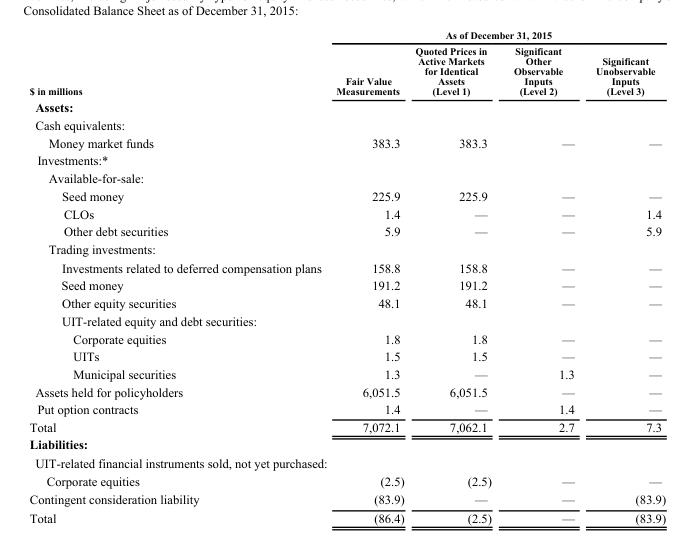 Consolidated Balance Sheet as of December 31, 2015:
As of December 31, 2015
$ in millions Fair Value Measurements Quoted Prices in Active Markets for Identical Assets (Level 1) Significant Other Observable Inputs (Level 2) Significant Unobservable Inputs (Level 3)
Assets:
Cash equivalents:
Money market funds 383.3 383.3 — —
Investments:*
Available-for-sale:
Seed money 225.9 225.9 — —
CLOs 1.4 — — 1.4
Other debt securities 5.9 — — 5.9
Trading investments:
Investments related to deferred compensation plans 158.8 158.8 — —
Seed money 191.2 191.2 — —
Other equity securities 48.1 48.1 — —
UIT-related equity and debt securities:
Corporate equities 1.8 1.8 — —
UITs 1.5 1.5 — —
Municipal securities 1.3 — 1.3 —
Assets held for policyholders 6,051.5 6,051.5 — —
Put option contracts 1.4 — 1.4 —
Total 7,072.1 7,062.1 2.7 7.3
Liabilities:
UIT-related financial instruments sold, not yet purchased:
Corporate equities (2.5) (2.5) — —
Contingent consideration liability (83.9) — — (83.9)
Total (86.4) (2.5) — (83.9)